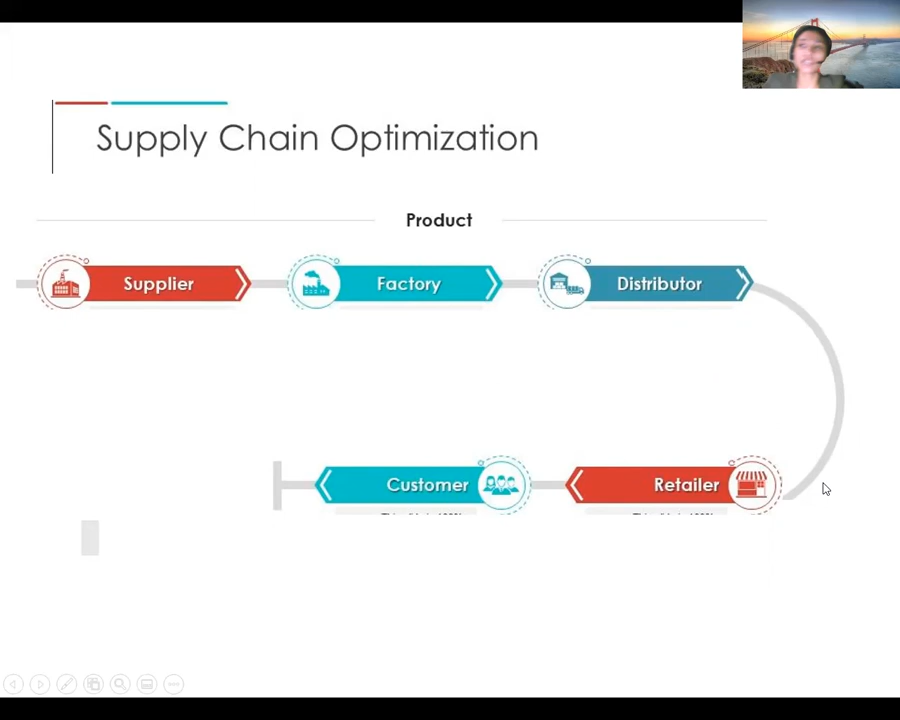 Supply Chain Optimization
Product
Supplier
Factory
Distributor
Customer
Retailer